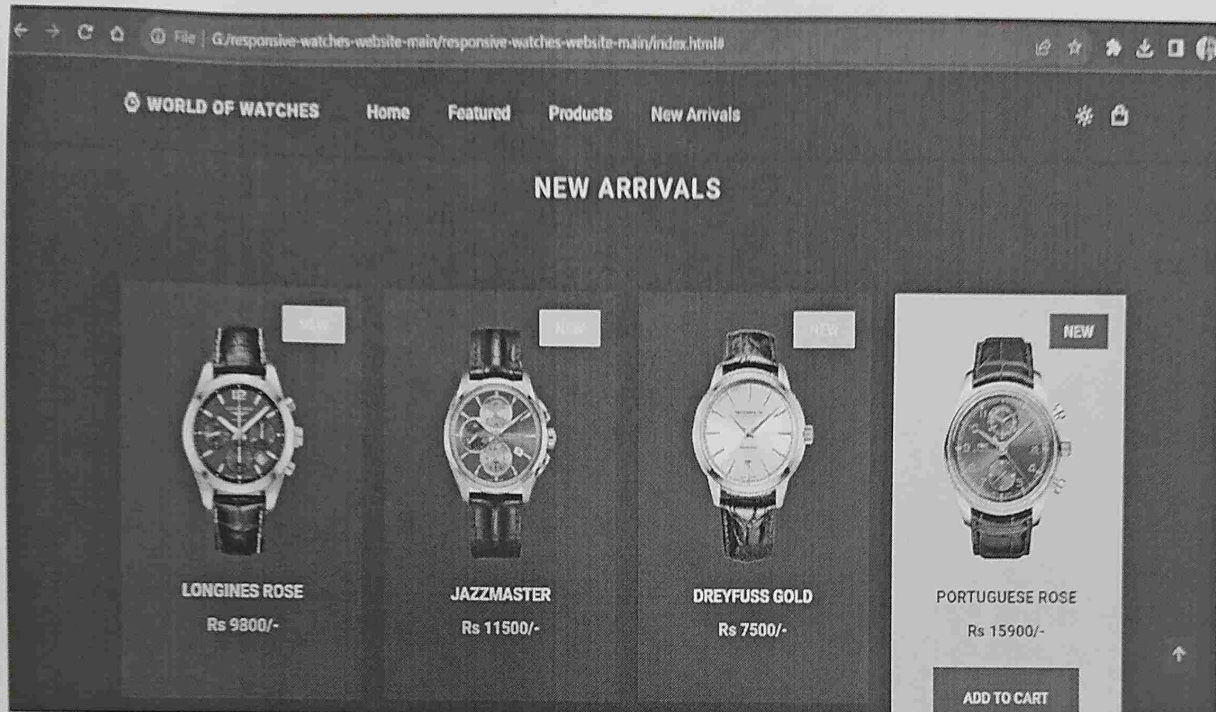 File | G:/responsive-watches-website-main/responsive-watches-website-main/index.html#
WORLD OF WATCHES Home Featured Products New Arrivals
NEW ARRIVALS
NEW NEW NEW NEW
LONGINES ROSE JAZZMASTER DREYFUSS GOLD PORTUGUESE ROSE
Rs 9800/- Rs 11500/- Rs 7500/- Rs 15900/-
ADD TO CART